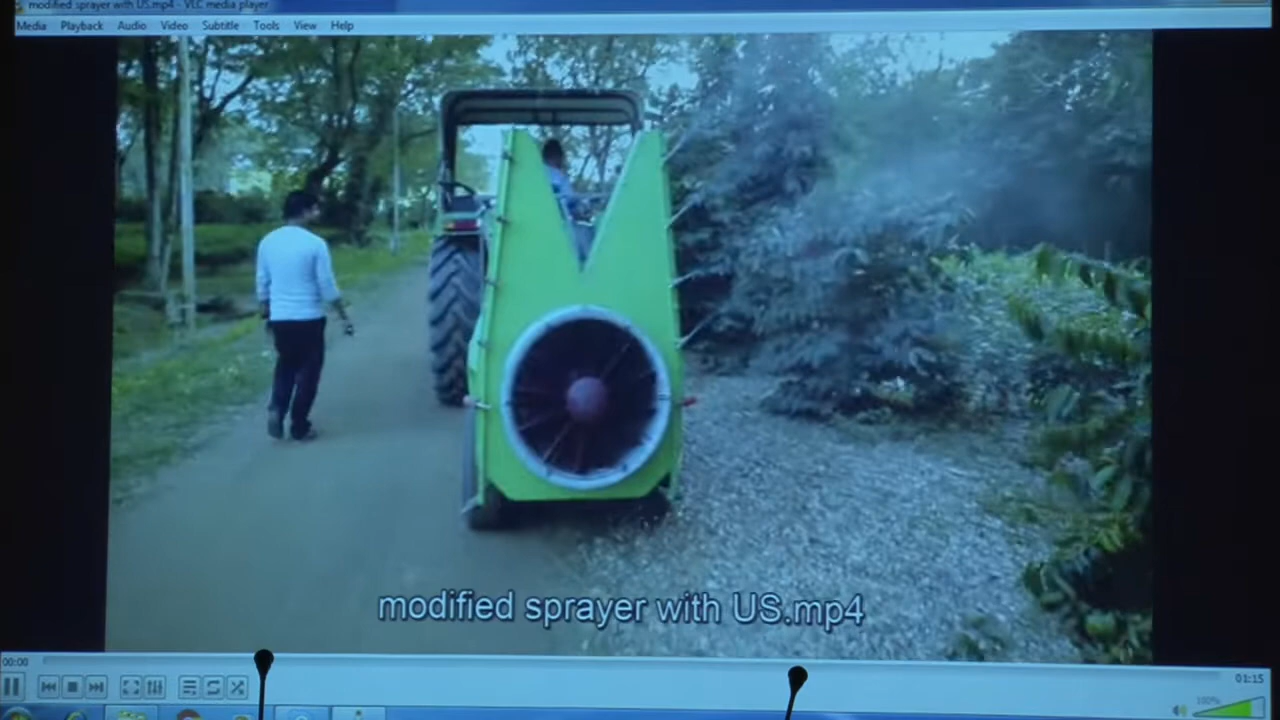 modified sprayer with US.mp4 - VLC media player
Media Playback Audio Video Subtitle Tools View Help
modified sprayer with US.mp4
00:00
01:15
100%